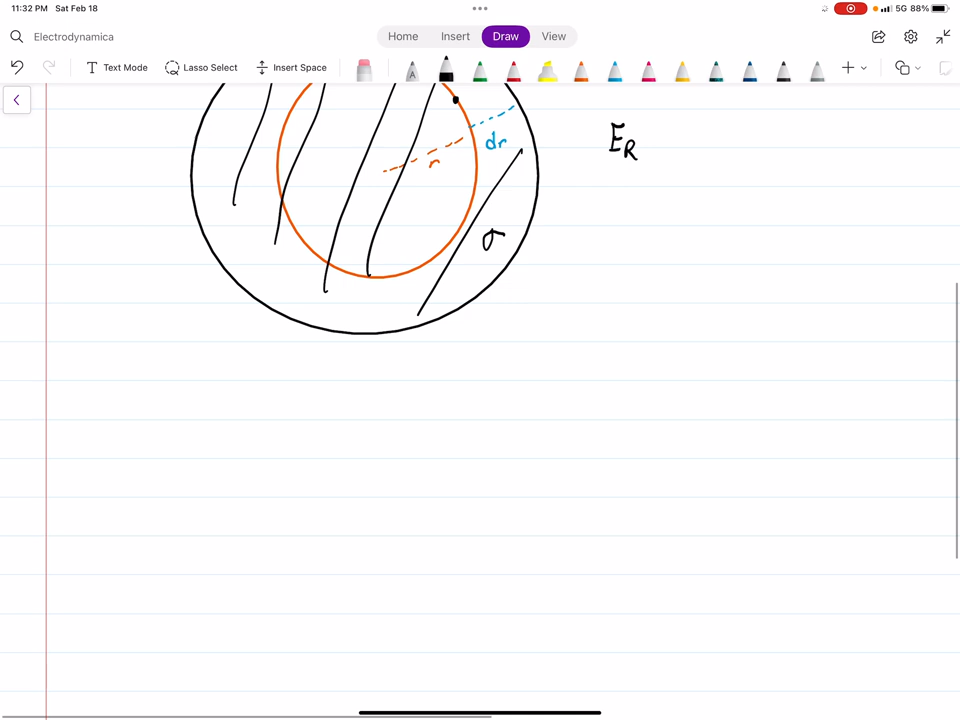 11:32 PM Sat Feb 18
5G 88%
Electrodynamica
Home Insert Draw View
Text Mode Lasso Select Insert Space
A
dr
E_R
r
σ